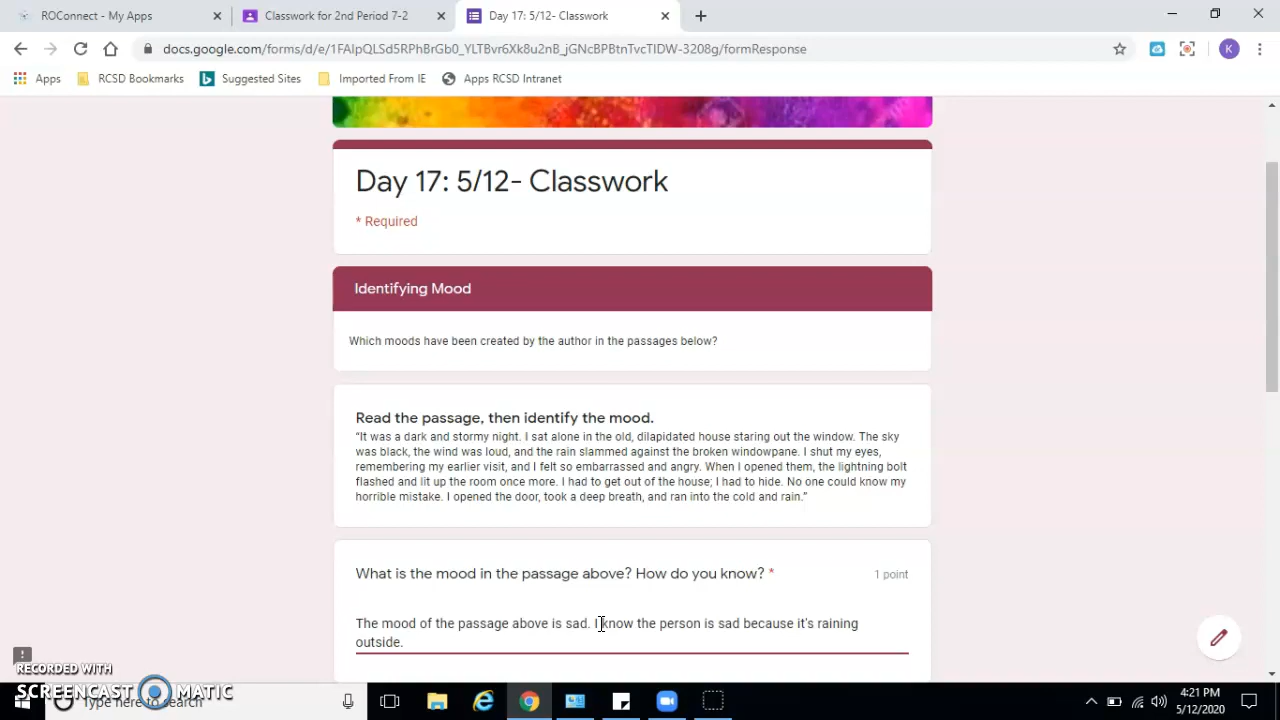 ROConnect - My Apps
Classwork for 2nd Period 7-2
Day 17: 5/12- Classwork
docs.google.com/forms/d/e/1FAIpQLSd5RPhBrGb0_YLTBvr6Xk8u2nB_jGNcBPBtnTvcTIDW-3208g/formResponse
K
Apps
RCSD Bookmarks
Suggested Sites
Imported From IE
Apps RCSD Intranet
Day 17: 5/12- Classwork
* Required
Identifying Mood
Which moods have been created by the author in the passages below?
Read the passage, then identify the mood.
“It was a dark and stormy night. I sat alone in the old, dilapidated house staring out the window. The sky
was black, the wind was loud, and the rain slammed against the broken windowpane. I shut my eyes,
remembering my earlier visit, and I felt so embarrassed and angry. When I opened them, the lightning bolt
flashed and lit up the room once more. I had to get out of the house; I had to hide. No one could know my
horrible mistake. I opened the door, took a deep breath, and ran into the cold and rain.”
What is the mood in the passage above? How do you know? *
1 point
The mood of the passage above is sad. I know the person is sad because it's raining
outside.
RECORDED WITH
SCREENCAST MATIC
Type here to search
4:21 PM
5/12/2020